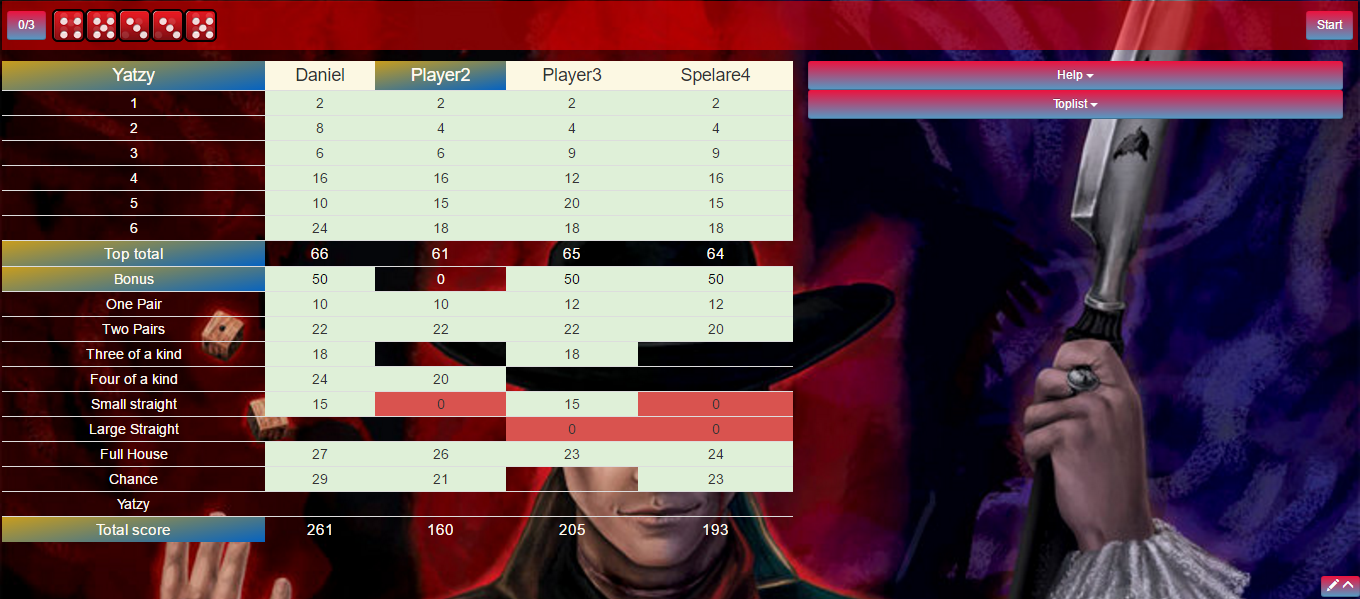 0/3 Start
Yatzy Daniel Player2 Player3 Spelare4
Help
Toplist
1 2 2 2 2
2 8 4 4 4
3 6 6 9 9
4 16 16 12 16
5 10 15 20 15
6 24 18 18 18
Top total 66 61 65 64
Bonus 50 0 50 50
One Pair 10 10 12 12
Two Pairs 22 22 22 20
Three of a kind 18 18
Four of a kind 24 20
Small straight 15 0 15 0
Large Straight 0 0
Full House 27 26 23 24
Chance 29 21 23
Yatzy
Total score 261 160 205 193